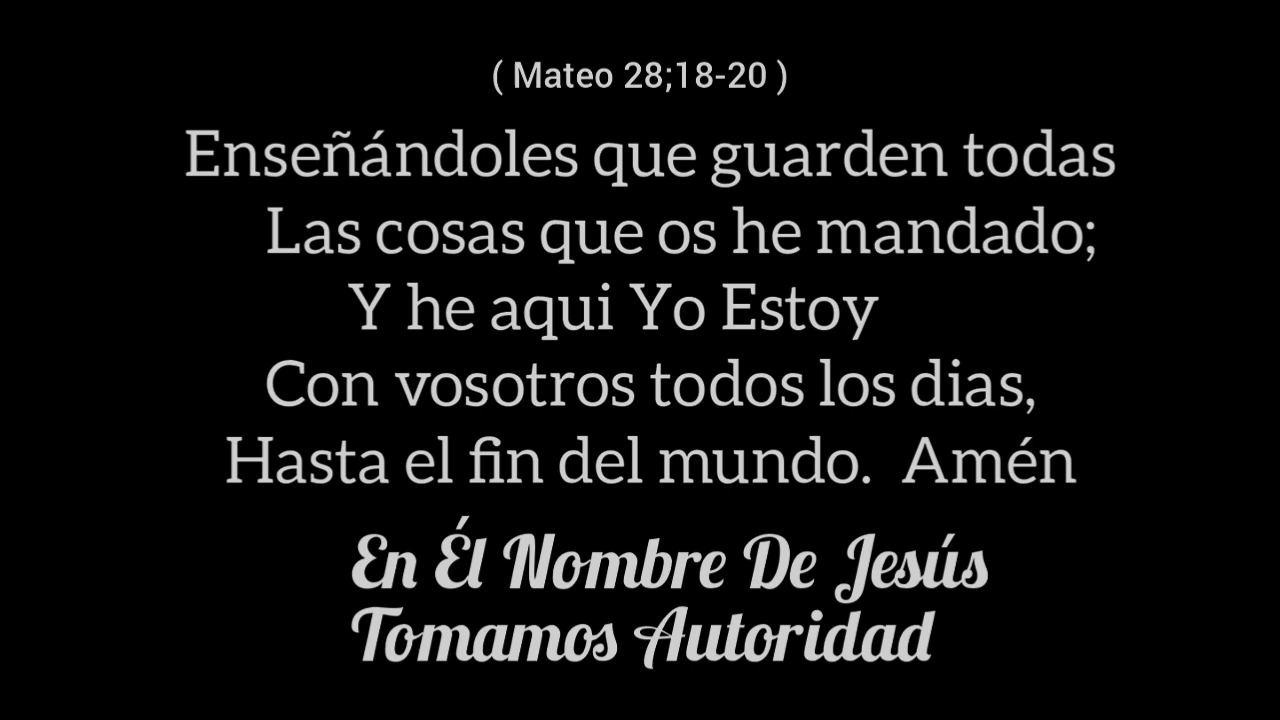 ( Mateo 28;18-20 )
Enseñándoles que guarden todas
Las cosas que os he mandado;
Y he aqui Yo Estoy
Con vosotros todos los dias,
Hasta el fin del mundo. Amén
En Él Nombre De Jesús
Tomamos Autoridad